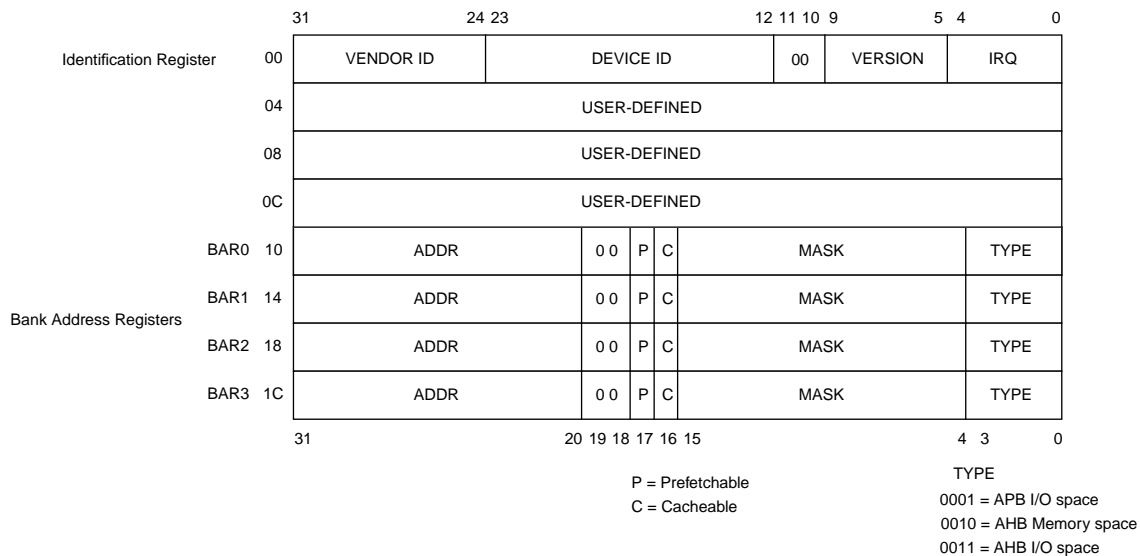 31 24 23 12 11 10 9 5 4 0
Identification Register 00 VENDOR ID DEVICE ID 00 VERSION IRQ
04 USER-DEFINED
08 USER-DEFINED
0C USER-DEFINED
BAR0 10 ADDR 0 0 P C MASK TYPE
BAR1 14 ADDR 0 0 P C MASK TYPE
Bank Address Registers
BAR2 18 ADDR 0 0 P C MASK TYPE
BAR3 1C ADDR 0 0 P C MASK TYPE
31 20 19 18 17 16 15 4 3 0
P = Prefetchable
C = Cacheable
TYPE
0001 = APB I/O space
0010 = AHB Memory space
0011 = AHB I/O space